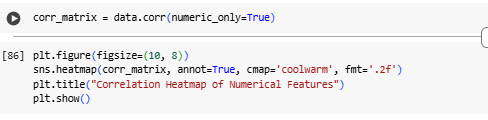 corr_matrix = data.corr(numeric_only=True)
[86] plt.figure(figsize=(10, 8))
sns.heatmap(corr_matrix, annot=True, cmap='coolwarm', fmt='.2f')
plt.title("Correlation Heatmap of Numerical Features")
plt.show()